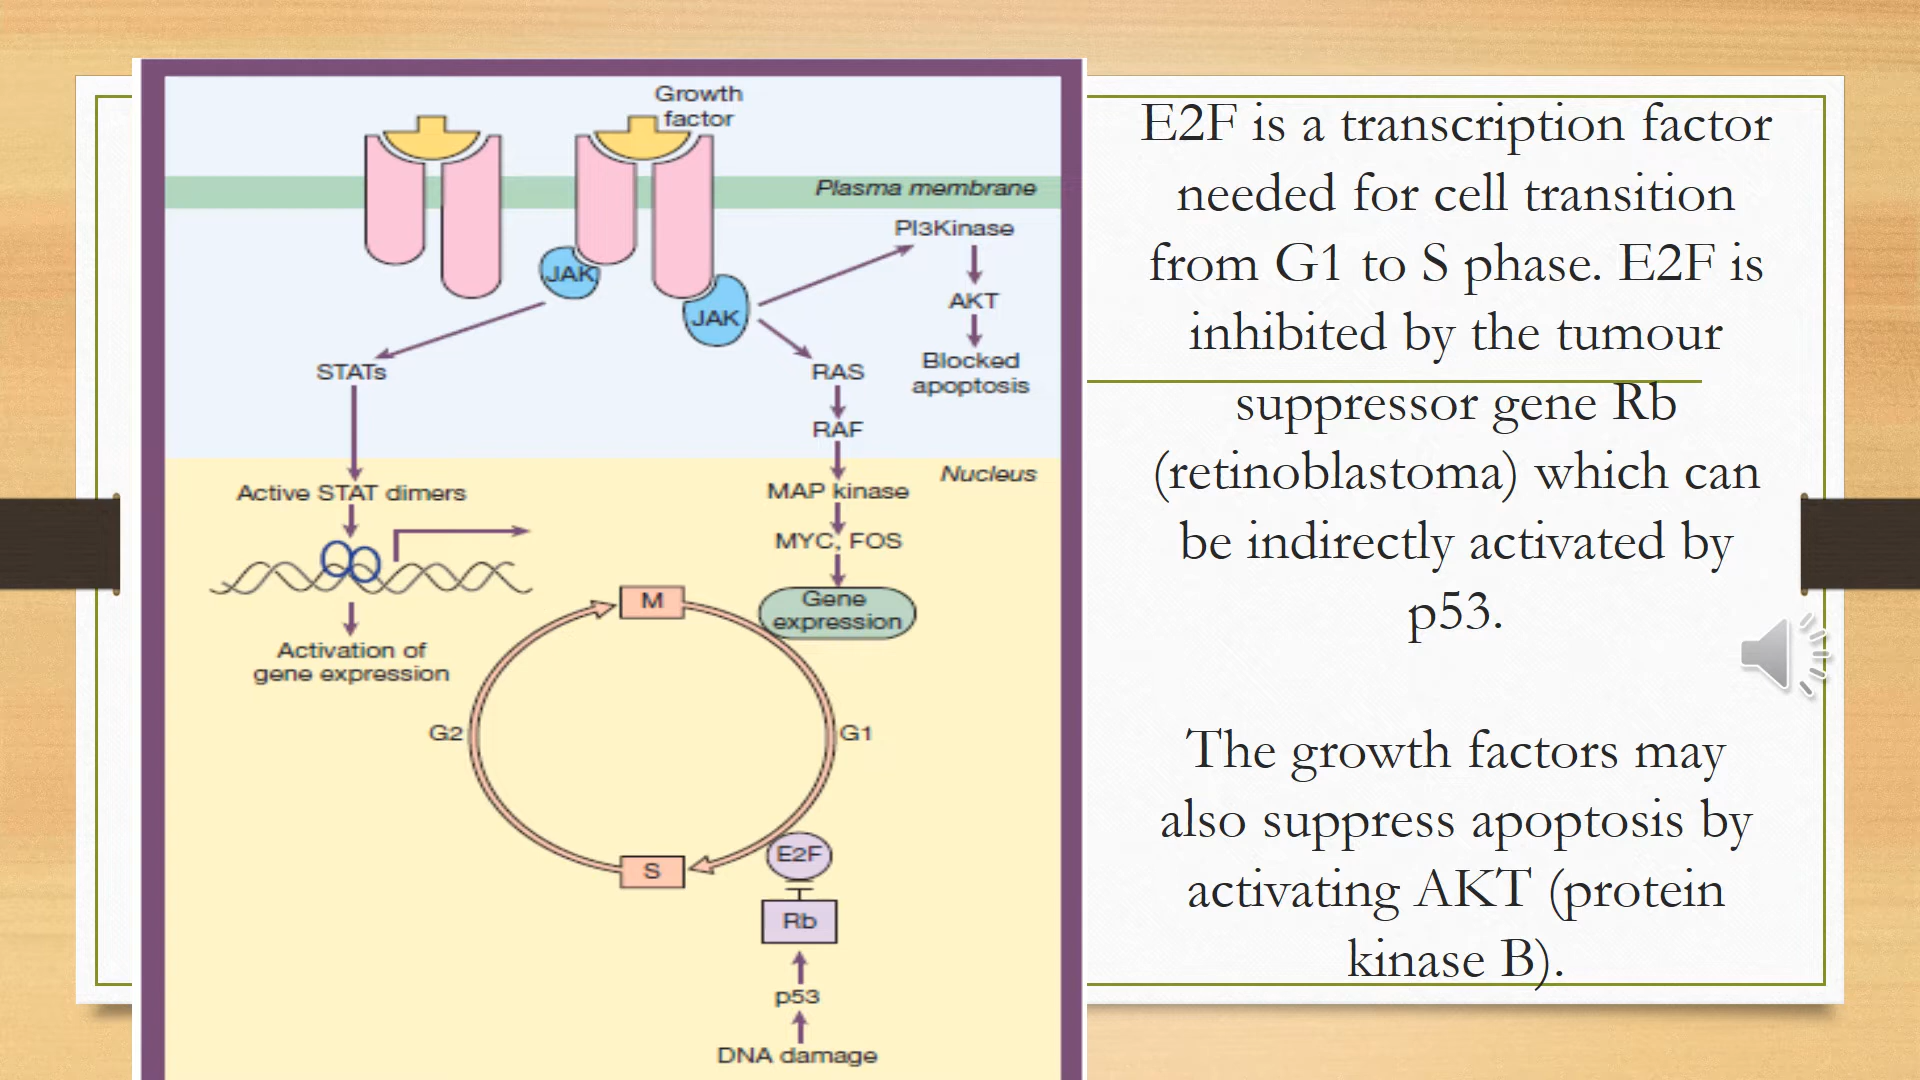 Growth
factor
Plasma membrane
PI3Kinase
JAK
AKT
JAK
Blocked
apoptosis
STATs
RAS
RAF
Nucleus
Active STAT dimers
MAP kinase
MYC, FOS
Gene
expression
M
Activation of
gene expression
G2
G1
E2F
S
Rb
p53
DNA damage
E2F is a transcription factor
needed for cell transition
from G1 to S phase. E2F is
inhibited by the tumour
suppressor gene Rb
(retinoblastoma) which can
be indirectly activated by
p53.
The growth factors may
also suppress apoptosis by
activating AKT (protein
kinase B).